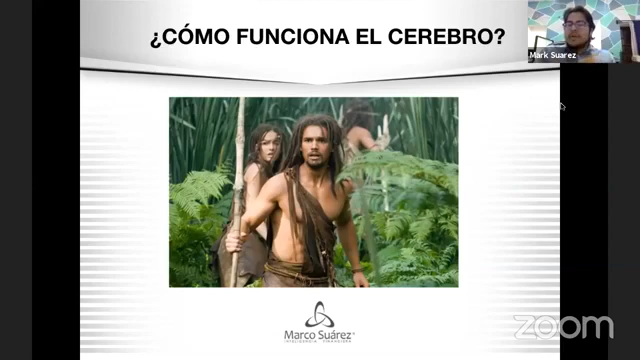 ¿CÓMO FUNCIONA EL CEREBRO?
Mark Suarez
Marco Suárez®
INTELIGENCIA FINANCIERA
zoom